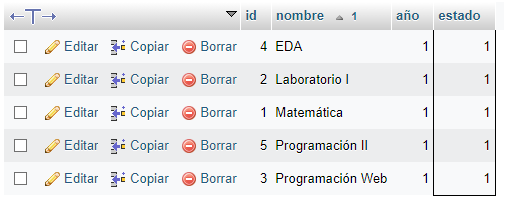 id nombre 1 año estado
Editar Copiar Borrar 4 EDA 1 1
Editar Copiar Borrar 2 Laboratorio I 1 1
Editar Copiar Borrar 1 Matemática 1 1
Editar Copiar Borrar 5 Programación II 1 1
Editar Copiar Borrar 3 Programación Web 1 1